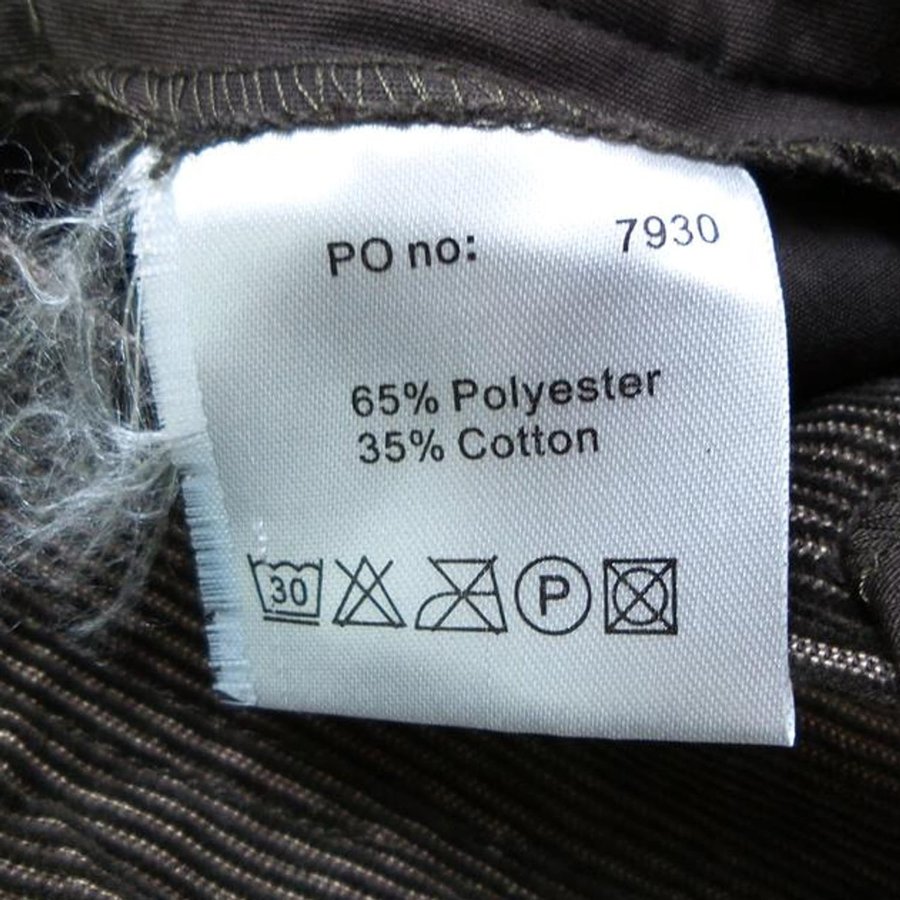 PO no: 7930
65% Polyester
35% Cotton
30 P